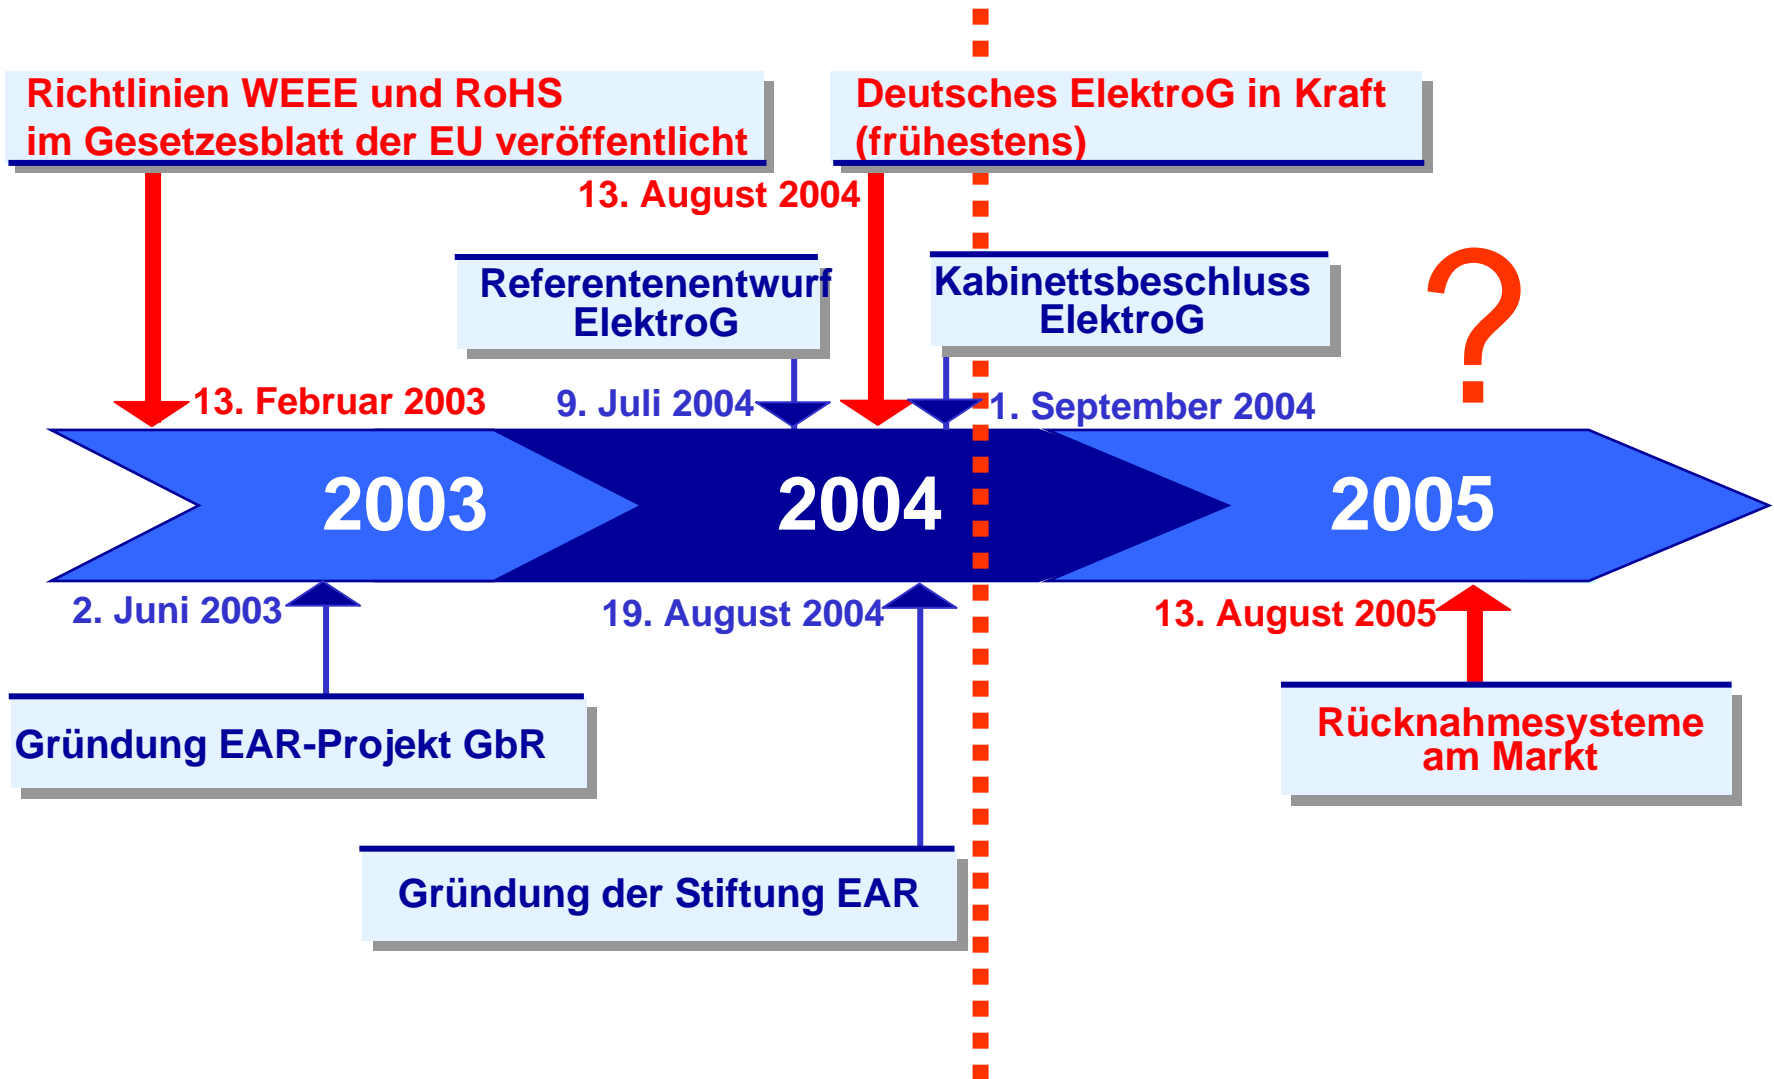 Richtlinien WEEE und RoHS
im Gesetzesblatt der EU veröffentlicht
Deutsches ElektroG in Kraft
(frühestens)
13. August 2004
Referentenentwurf
ElektroG
Kabinettsbeschluss
ElektroG
?
13. Februar 2003
9. Juli 2004
1. September 2004
2003
2004
2005
2. Juni 2003
19. August 2004
13. August 2005
Gründung EAR-Projekt GbR
Rücknahmesysteme
am Markt
Gründung der Stiftung EAR